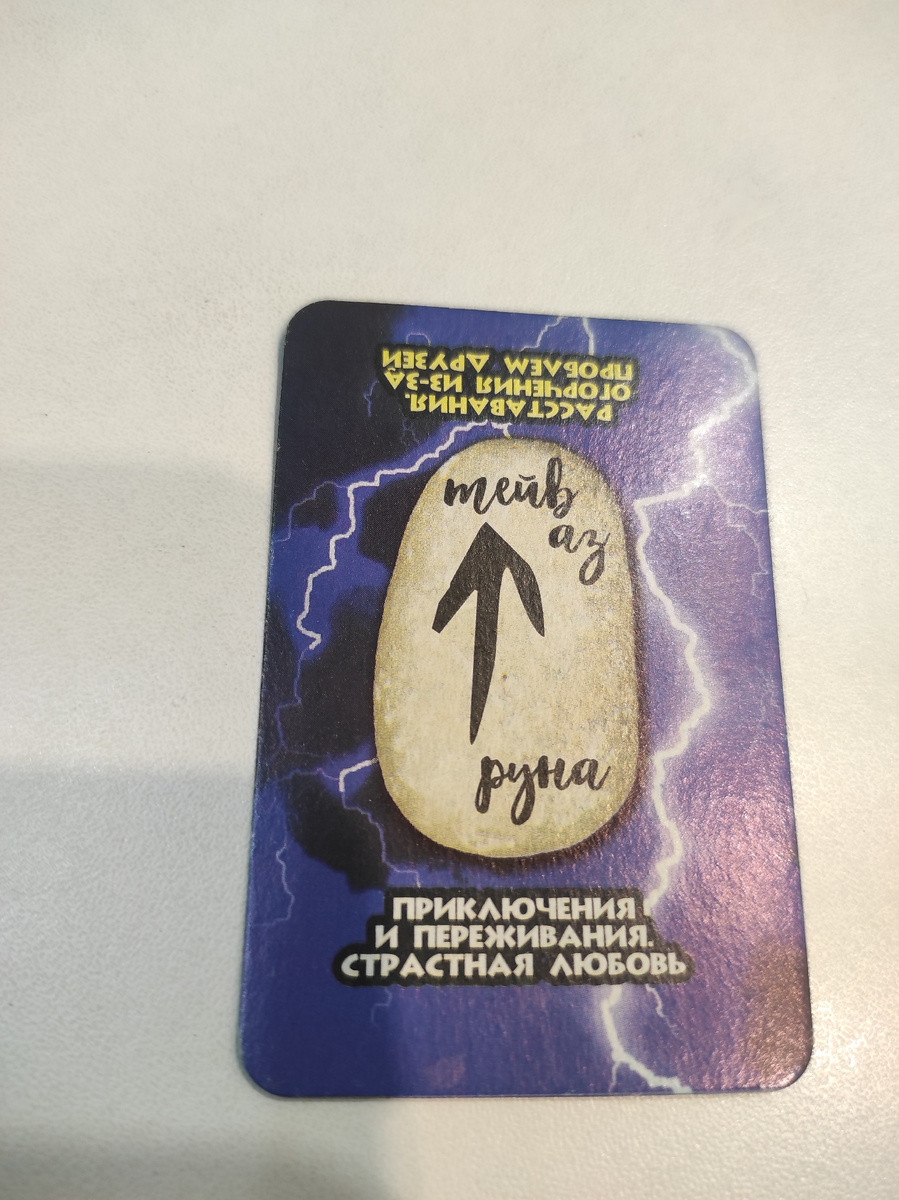 РАССТАВАНИЯ.
ОГОРЧЕНИЯ ИЗ-ЗА
ПРОБЛЕМ ДРУЗЕЙ
тейв
аз
руна
ПРИКЛЮЧЕНИЯ
И ПЕРЕЖИВАНИЯ.
СТРАСТНАЯ ЛЮБОВЬ